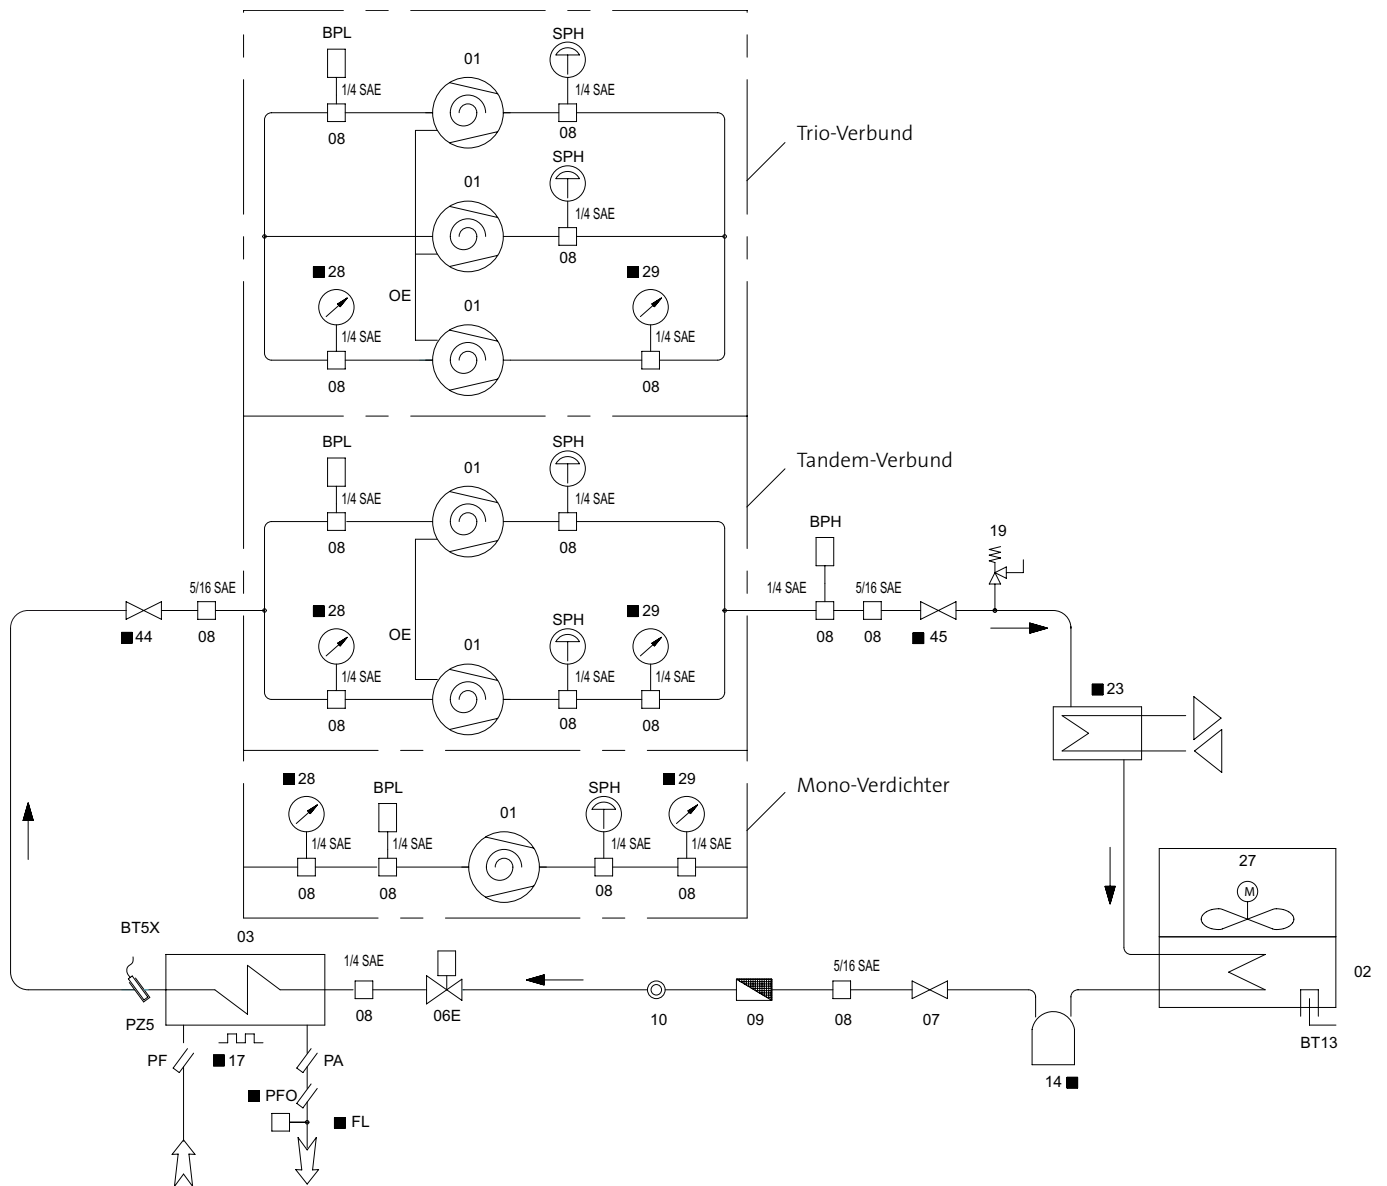 BPL
01
SPH
1/4 SAE
1/4 SAE
08
08
Trio-Verbund
SPH
01
1/4 SAE
08
■ 28
■ 29
OE
01
1/4 SAE
1/4 SAE
08
08
BPL
01
SPH
Tandem-Verbund
1/4 SAE
1/4 SAE
08
08
BPH
19
5/16 SAE
1/4 SAE
5/16 SAE
■ 28
SPH
■ 29
■ 44
08
OE
01
08
08
■ 45
1/4 SAE
1/4 SAE
1/4 SAE
08
08
08
■ 23
■ 28
BPL
01
SPH
■ 29
Mono-Verdichter
1/4 SAE
1/4 SAE
1/4 SAE
1/4 SAE
08
08
08
08
27
M
BT5X
03
1/4 SAE
5/16 SAE
02
PZ5
08
06E
10
09
08
07
BT13
PF
■ 17
PA
14 ■
■ PFO
■ FL